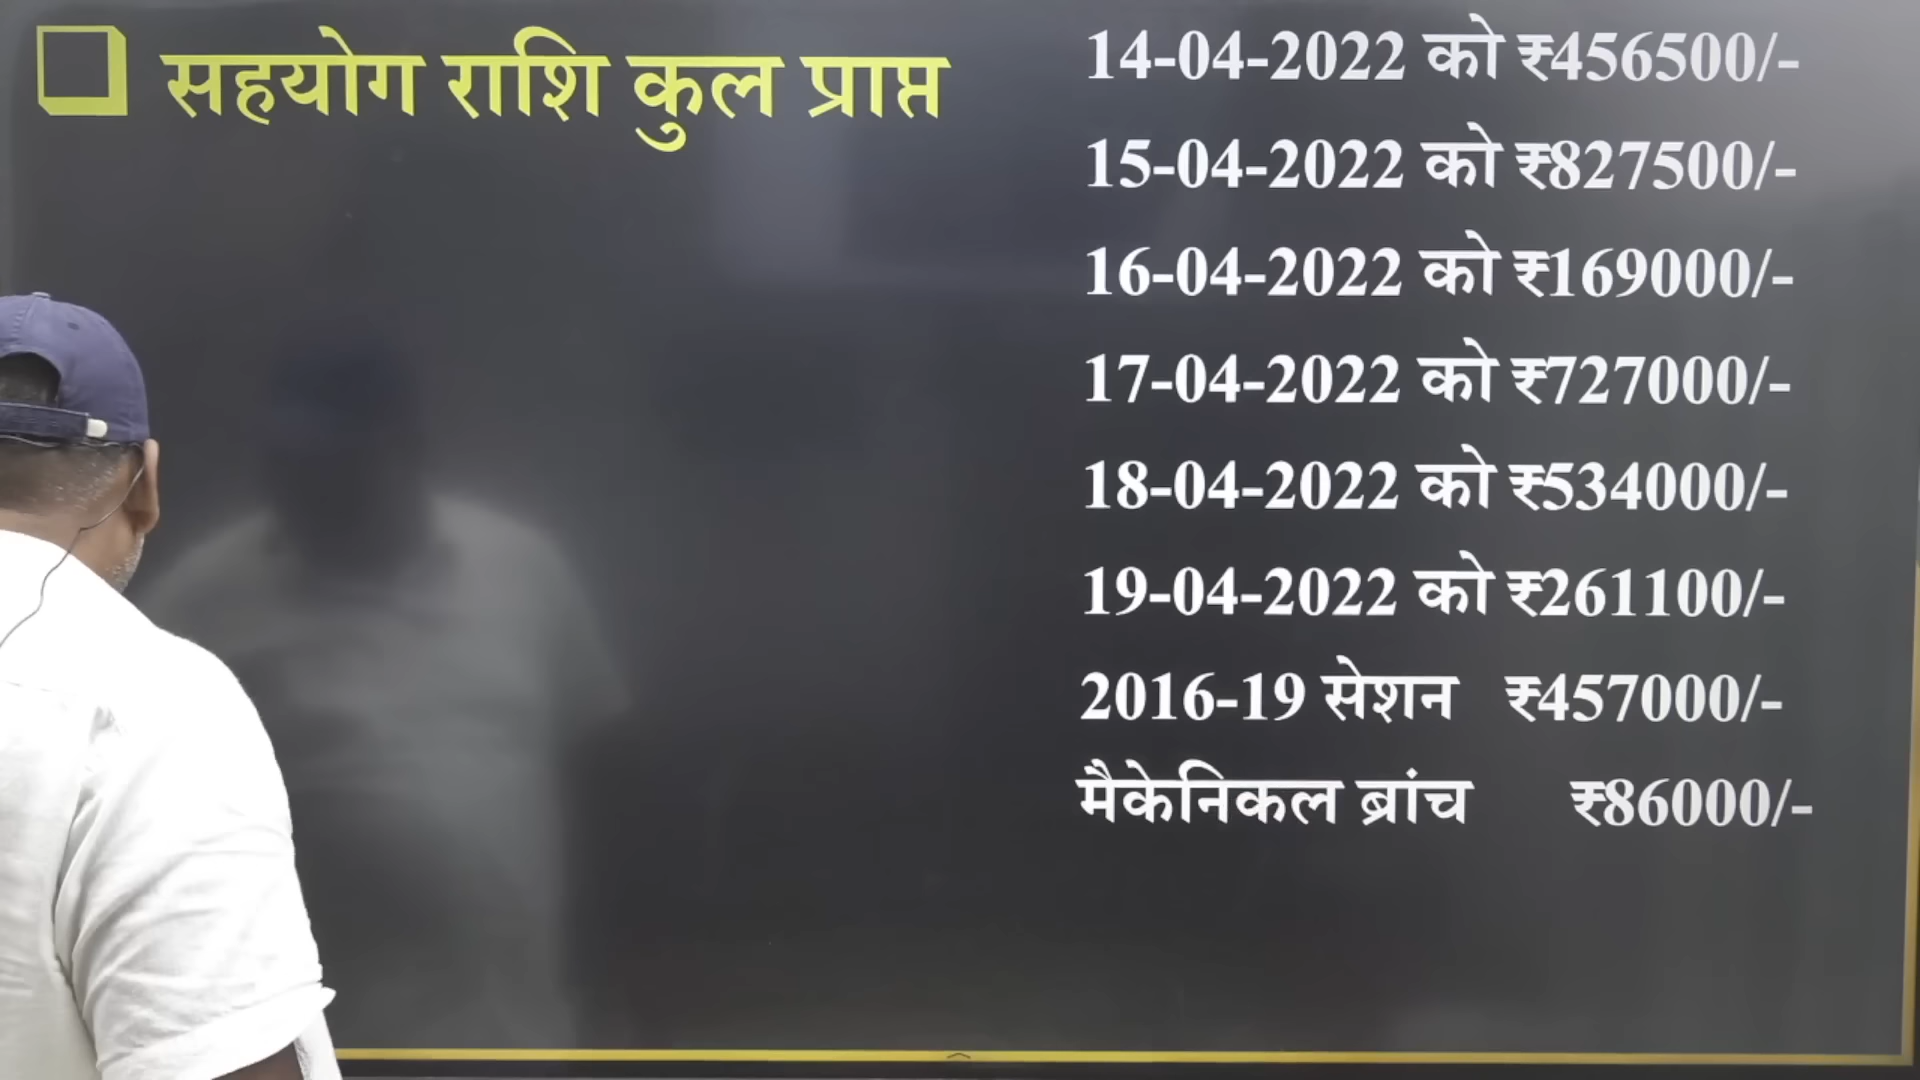 सहयोग राशि कुल प्राप्त
14-04-2022 को ₹456500/-
15-04-2022 को ₹827500/-
16-04-2022 को ₹169000/-
17-04-2022 को ₹727000/-
18-04-2022 को ₹534000/-
19-04-2022 को ₹261100/-
2016-19 सेशन ₹457000/-
मैकेनिकल ब्रांच ₹86000/-